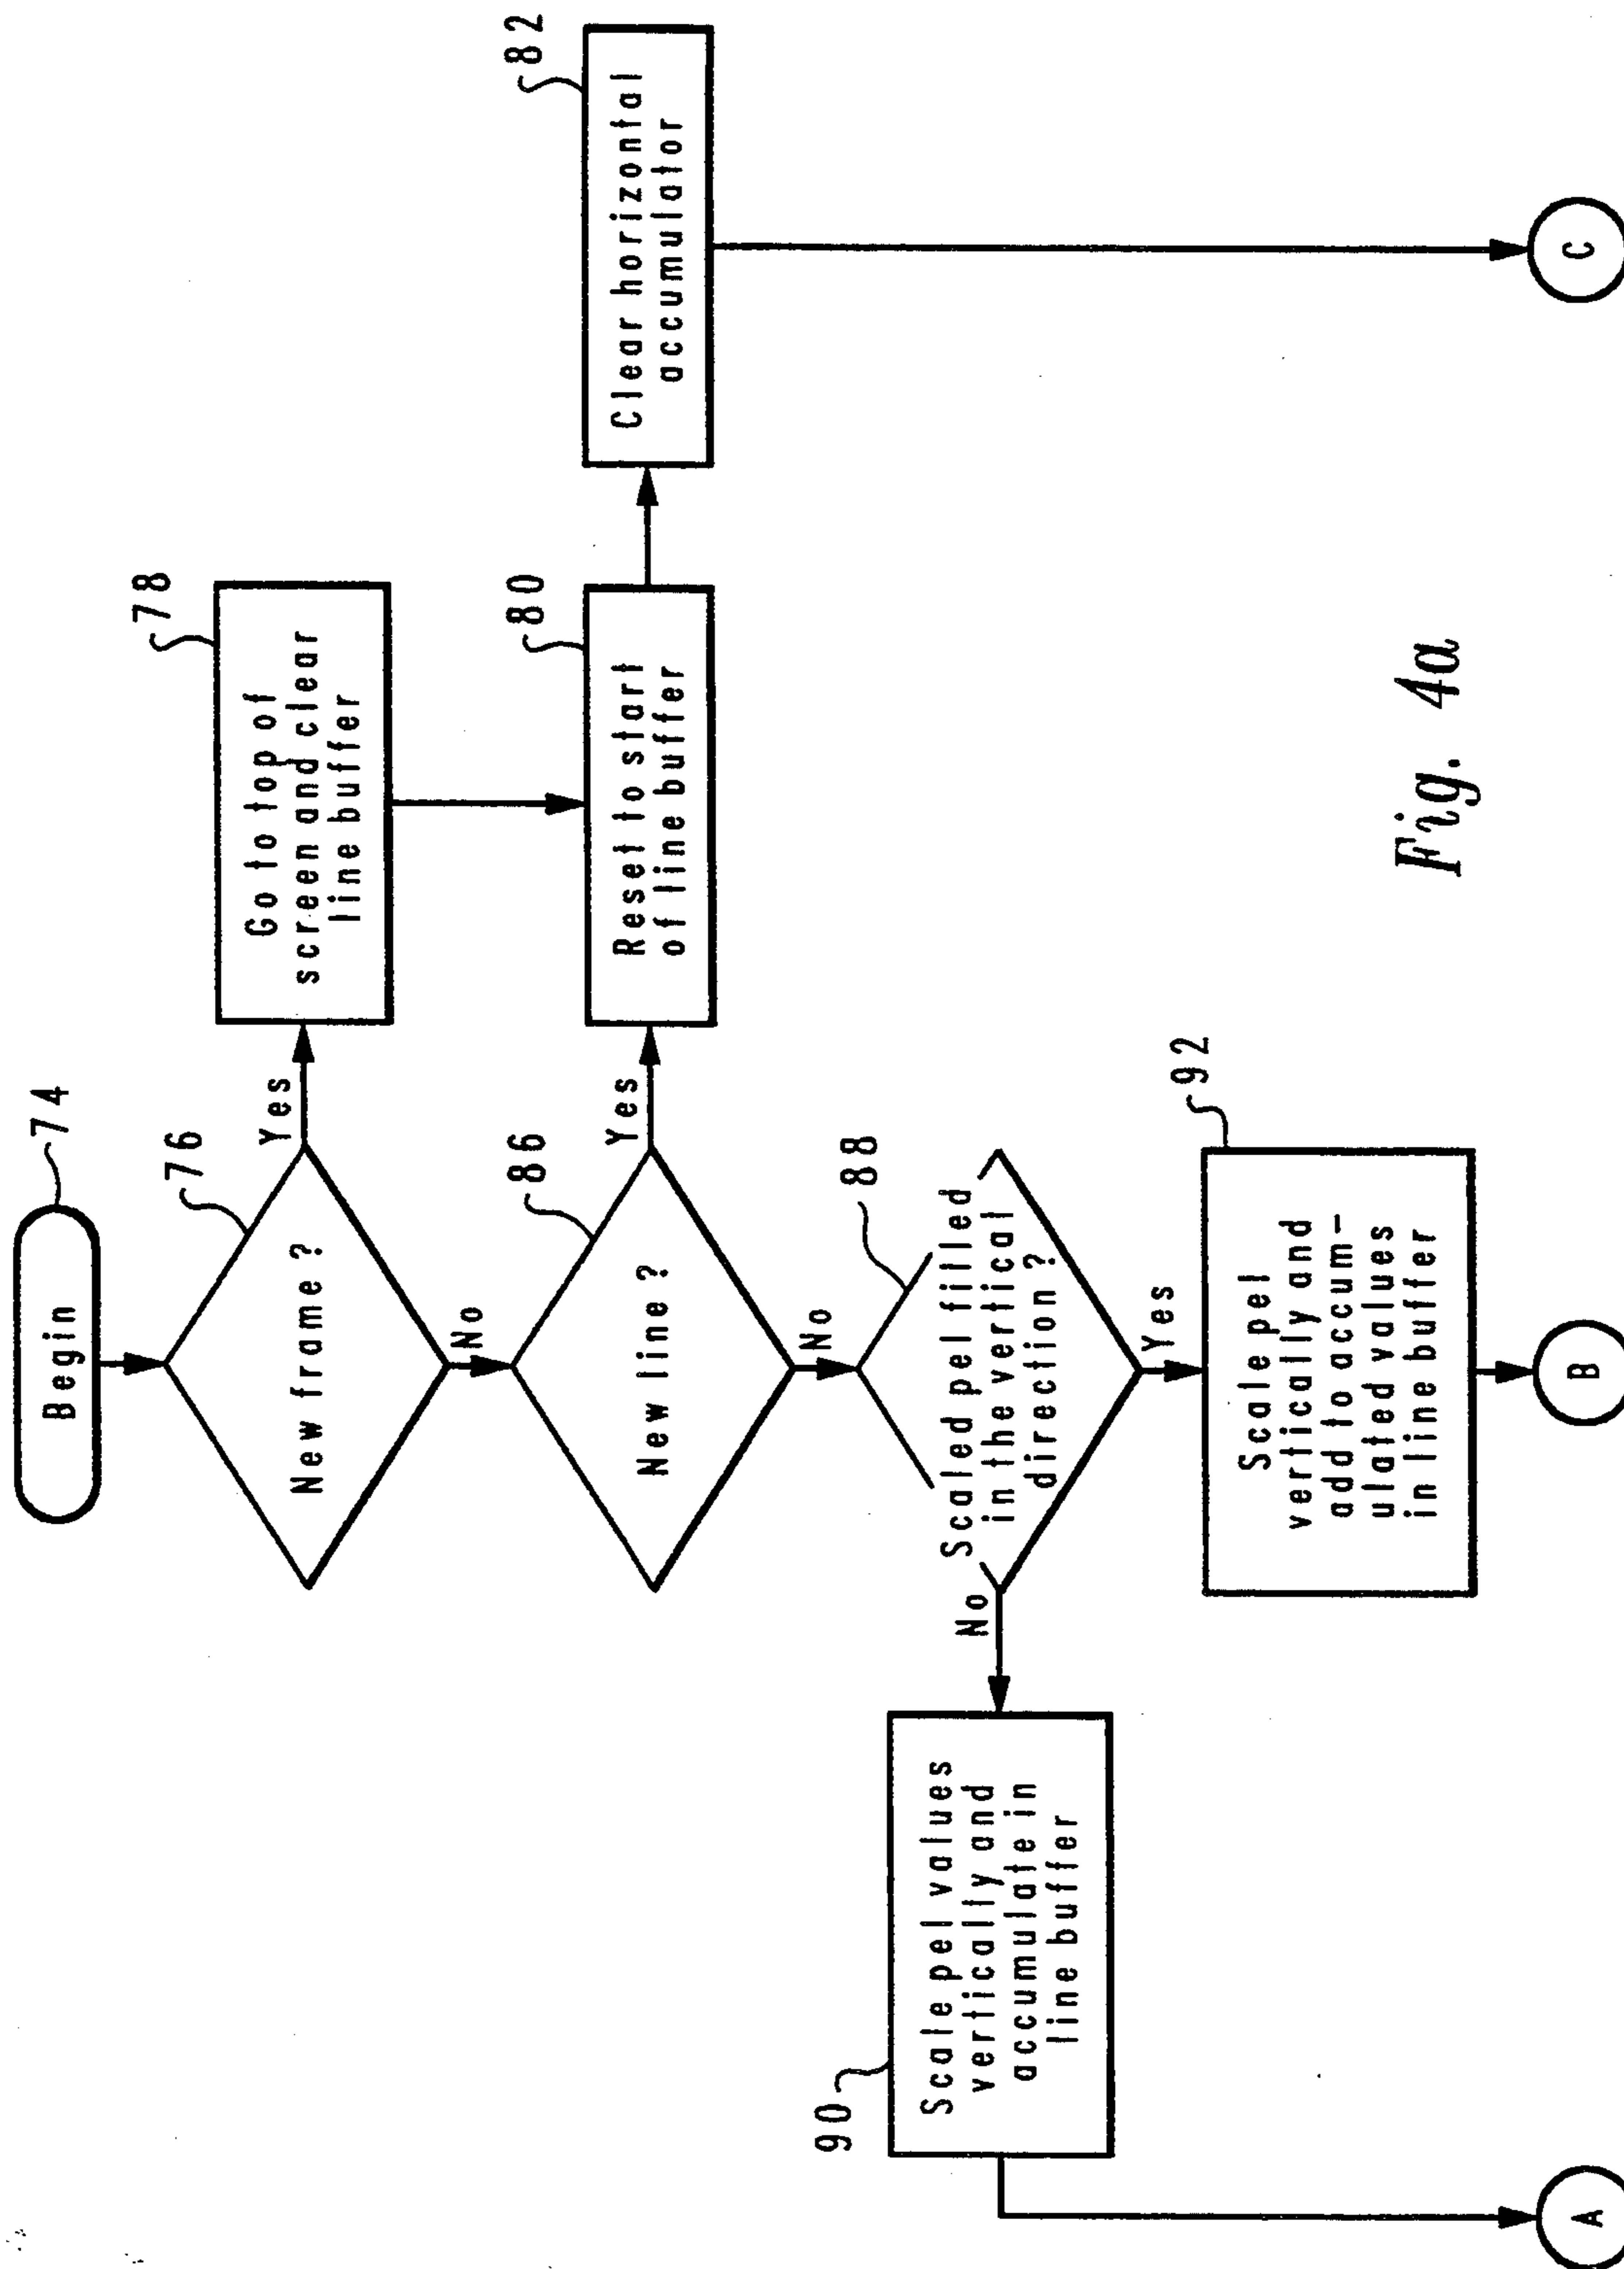 Begin
74
New frame?
76
Yes
Go to top of
screen and clear
line buffer
78
No
New line?
86
Yes
Reset to start
of line buffer
80
Clear horizontal
accumulator
82
No
Scaled pel filled
in the vertical
direction?
88
No
Scale pel values
vertically and
accumulate in
line buffer
90
Yes
Scale pel
vertically and
add to accum-
ulated values
in line buffer
92
A
B
C
Fig. 4a